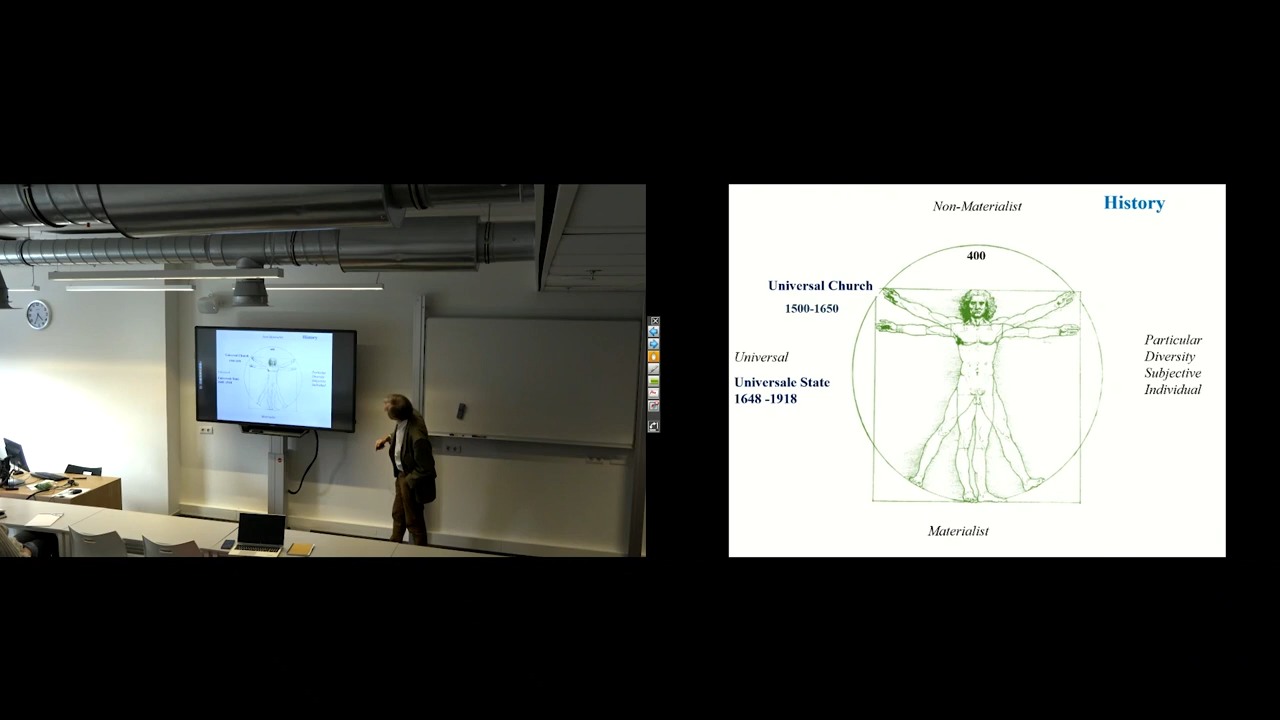 Non-Materialist
History
400
Universal Church
1500-1650
Universal
Universale State
1648 -1918
Particular
Diversity
Subjective
Individual
Materialist